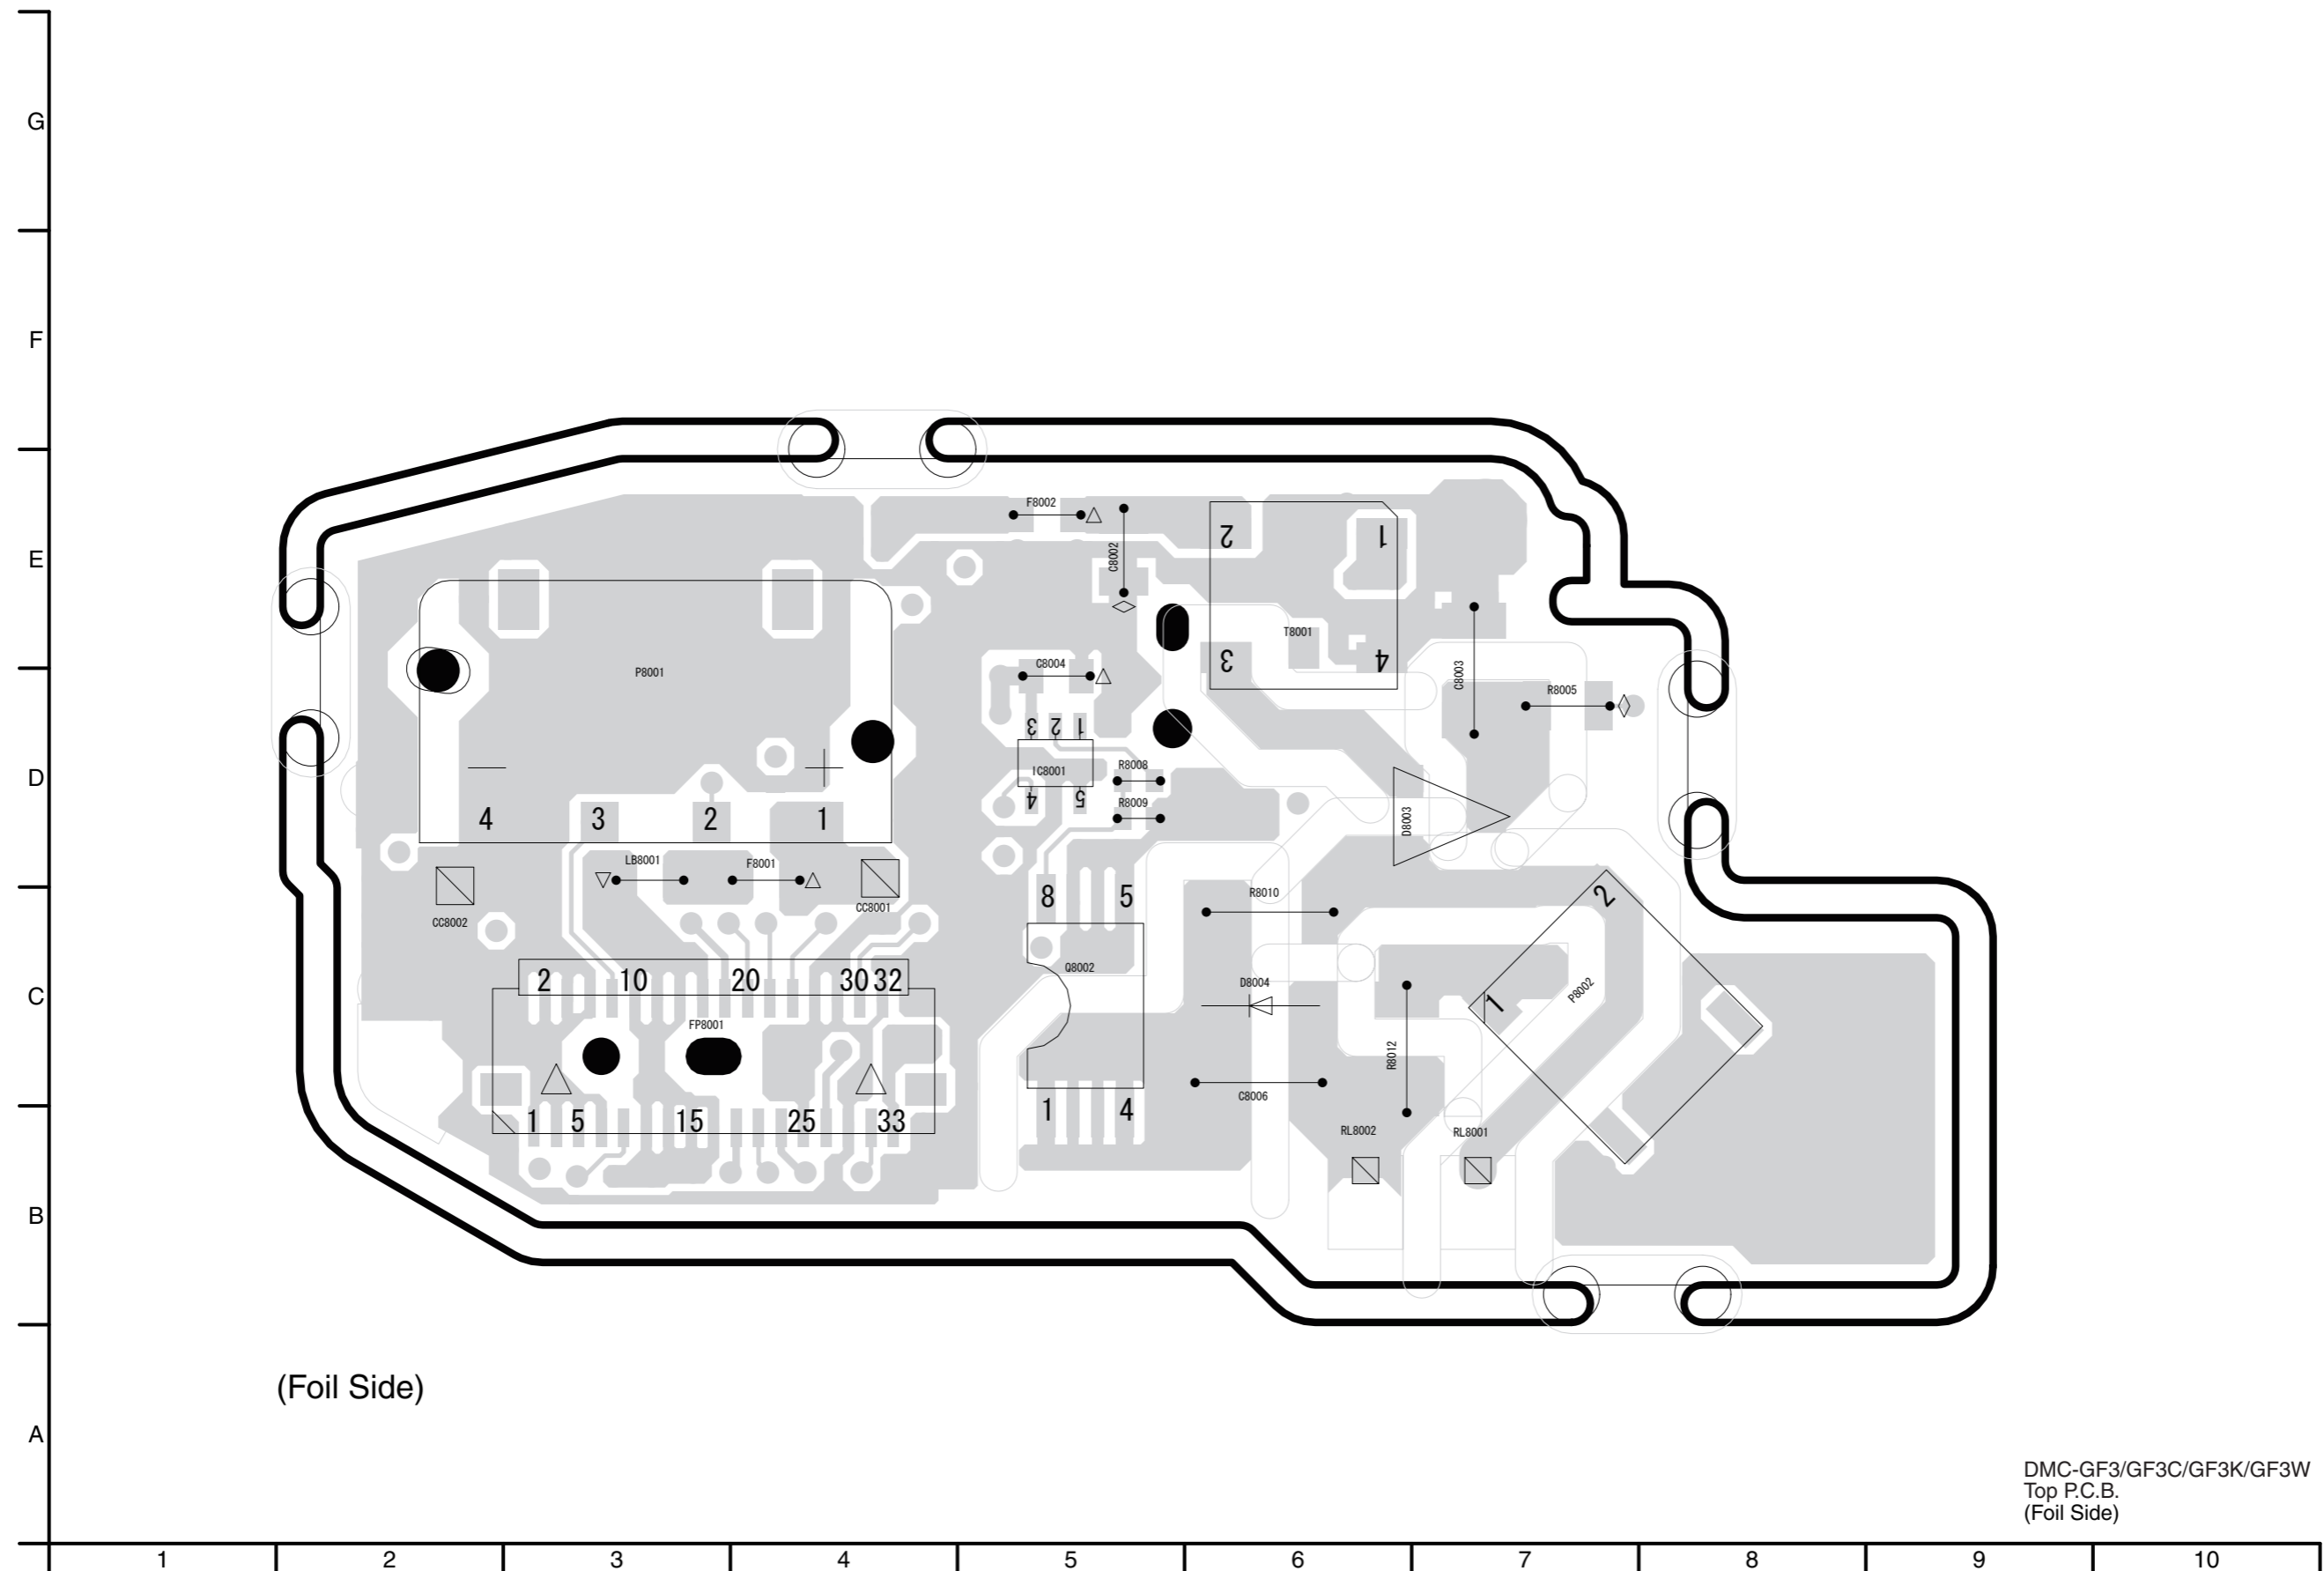 G
F
F8002
2
1
E
C8002
T8001
3
4
P8001
C8004
C8003
R8005
3 2 1
D
IC8001
R8008
4 5
R8009
D8003
4
3
2
1
LB8001
F8001
CC8002
CC8001
8
5
R8010
2
Q8002
2 10 20 30 32
C
D8004
1
P8002
FP8001
R8012
C8006
1 5 15 25 33
1
4
RL8002
RL8001
B
(Foil Side)
A
DMC-GF3/GF3C/GF3K/GF3W
Top P.C.B.
(Foil Side)
1 2 3 4 5 6 7 8 9 10